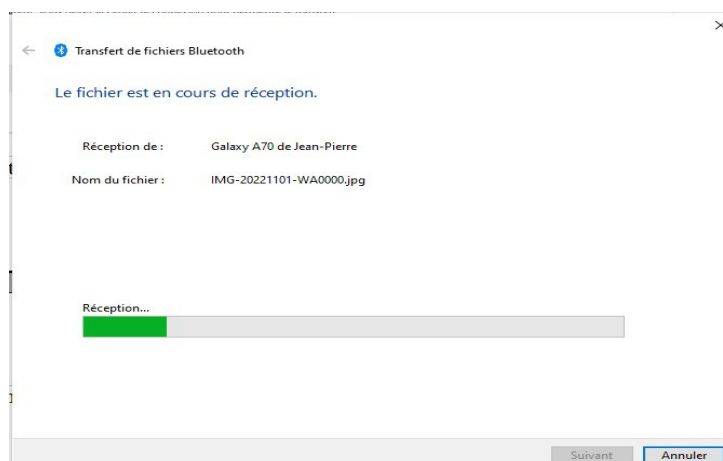 Transfert de fichiers Bluetooth
Le fichier est en cours de réception.
Réception de : Galaxy A70 de Jean-Pierre
Nom du fichier : IMG-20221101-WA0000.jpg
Réception...
Suivant Annuler